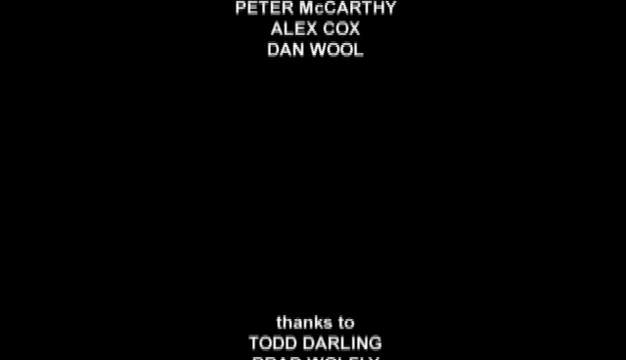 PETER McCARTHY
ALEX COX
DAN WOOL
thanks to
TODD DARLING